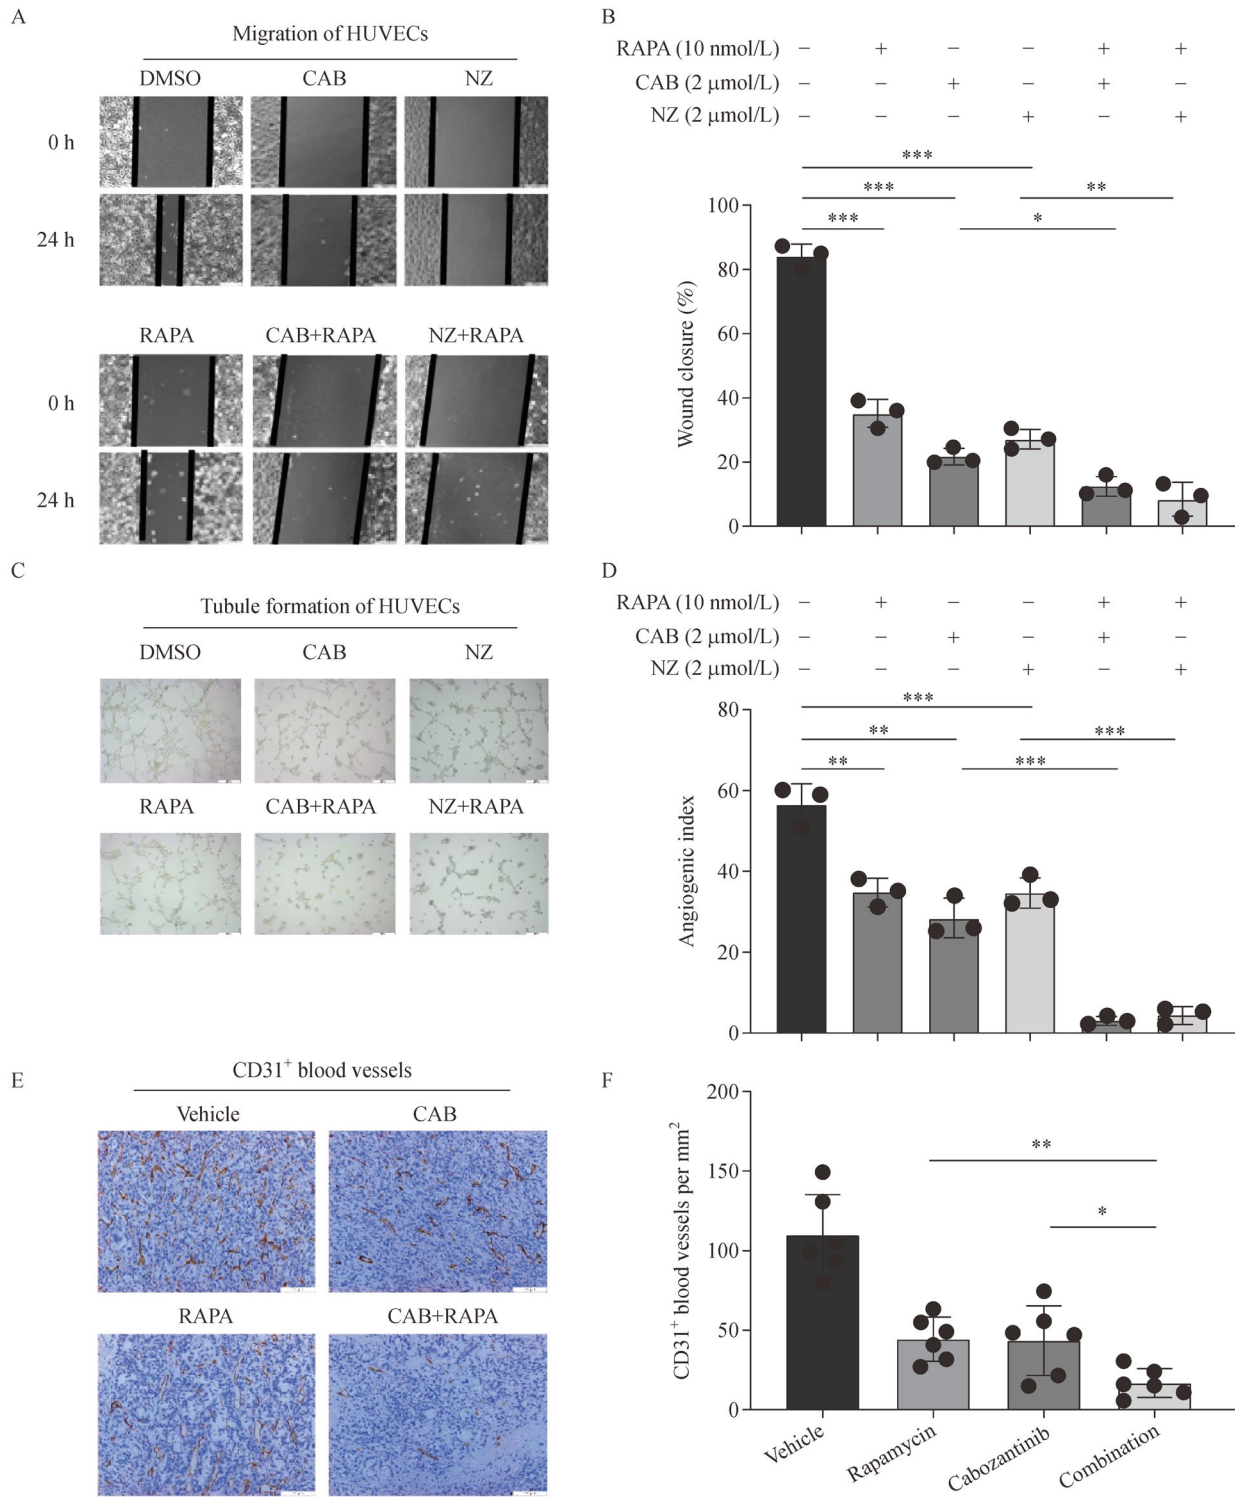 A
Migration of HUVECs
DMSO CAB NZ
0 h
24 h
RAPA CAB+RAPA NZ+RAPA
0 h
24 h
B
RAPA (10 nmol/L) − + − − + +
CAB (2 μmol/L) − − + − + −
NZ (2 μmol/L) − − − + − +
***
*** **
*** *
Wound closure (%)
100
80
60
40
20
0
C
Tubule formation of HUVECs
DMSO CAB NZ
RAPA CAB+RAPA NZ+RAPA
D
RAPA (10 nmol/L) − + − − + +
CAB (2 μmol/L) − − + − + −
NZ (2 μmol/L) − − − + − +
***
** ***
** ***
Angiogenic index
80
60
40
20
0
E
CD31⁺ blood vessels
Vehicle CAB
RAPA CAB+RAPA
F
CD31⁺ blood vessels per mm²
200
150
100
50
0
**
*
Vehicle
Rapamycin
Cabozantinib
Combination